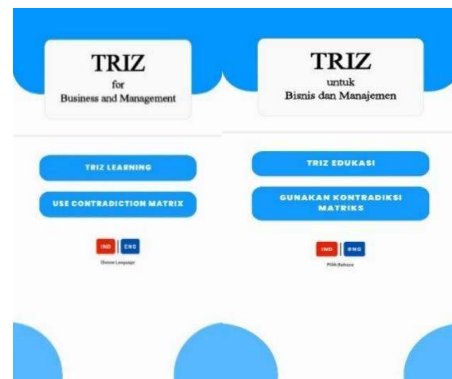 TRIZ
for
Business and Management
TRIZ LEARNING
USE CONTRADICTION MATRIX
IND ENG
Choose Language
TRIZ
untuk
Bisnis dan Manajemen
TRIZ EDUKASI
GUNAKAN KONTRADIKSI
MATRIKS
IND ENG
Pilih Bahasa